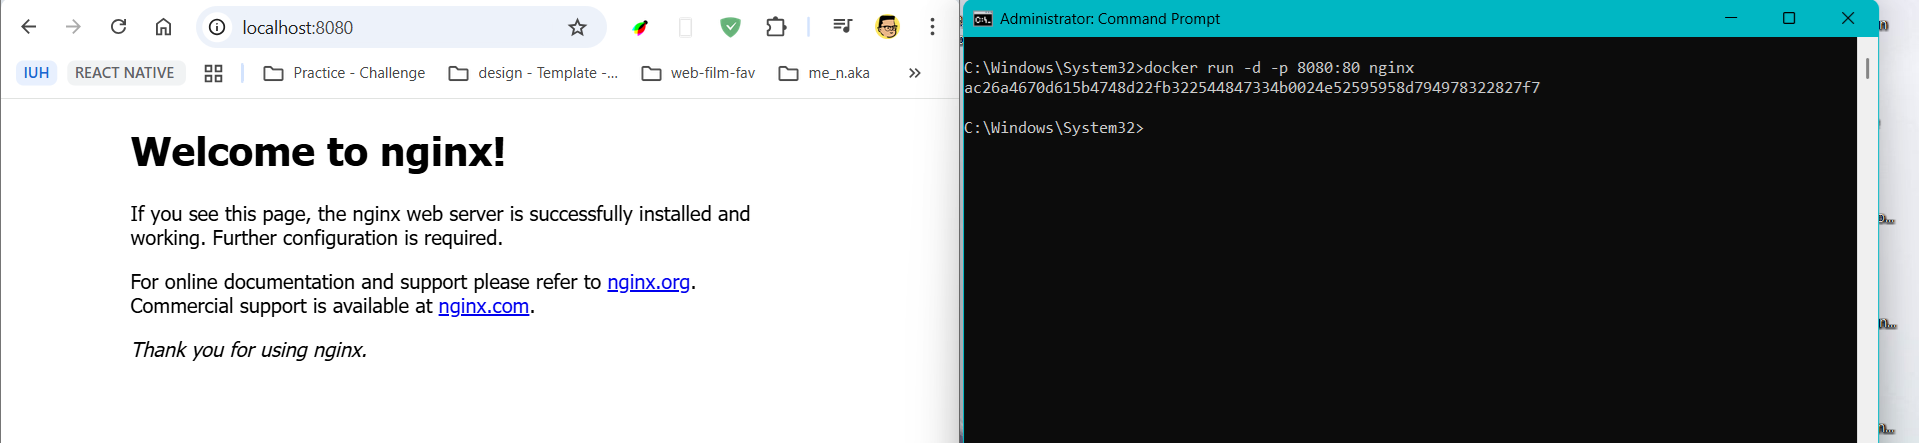 localhost:8080
IUH
REACT NATIVE
Practice - Challenge
design - Template -...
web-film-fav
me_n.aka
Welcome to nginx!
If you see this page, the nginx web server is successfully installed and
working. Further configuration is required.
For online documentation and support please refer to nginx.org.
Commercial support is available at nginx.com.
Thank you for using nginx.
Administrator: Command Prompt
C:\Windows\System32>docker run -d -p 8080:80 nginx
ac26a4670d615b4748d22fb322544847334b0024e52595958d794978322827f7
C:\Windows\System32>